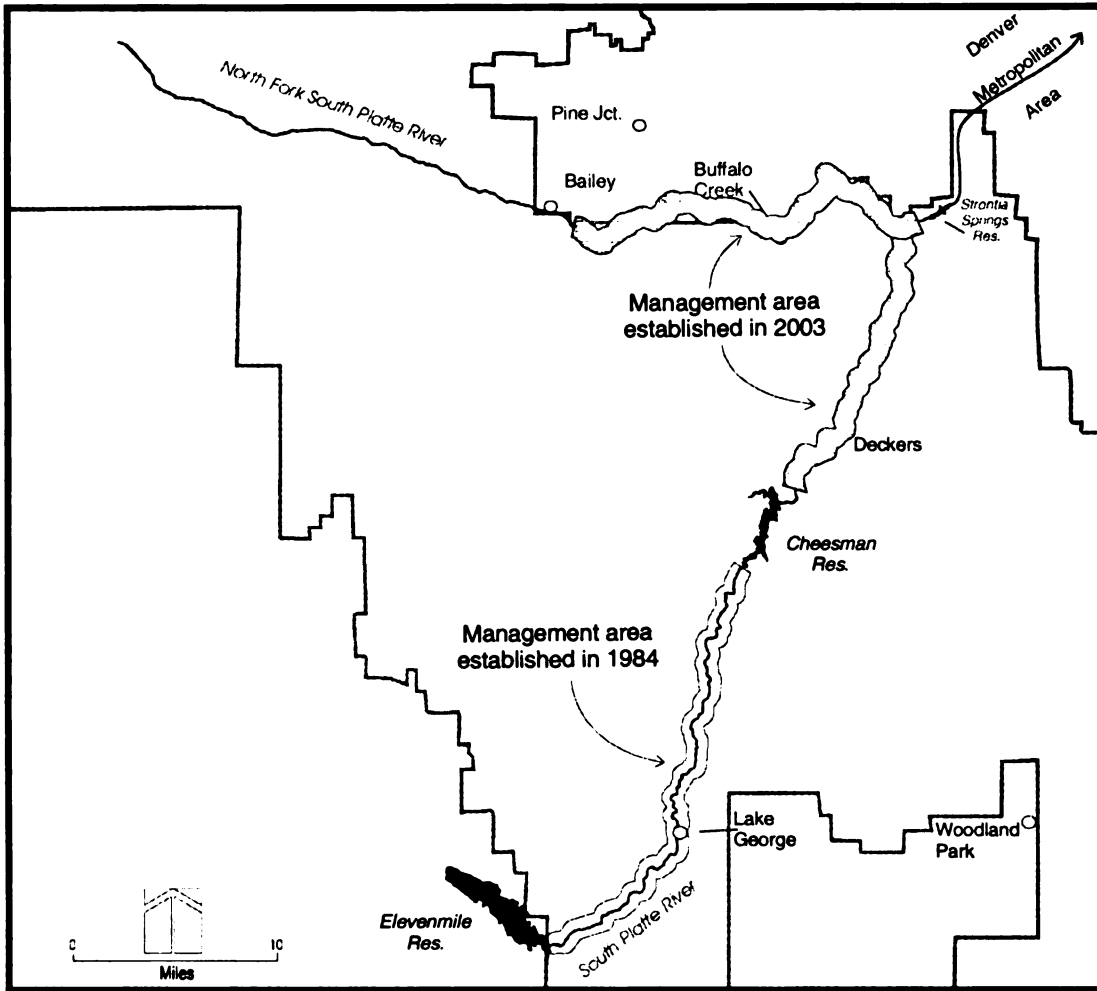 Denver
Metropolitan
Area
North Fork South Platte River
Pine Jct.
Bailey
Buffalo
Creek
Strontia
Springs
Res.
Management area
established in 2003
Deckers
Cheesman
Res.
Management area
established in 1984
Lake
George
Woodland
Park
Elevenmile
Res.
South Platte River
0 10
Miles